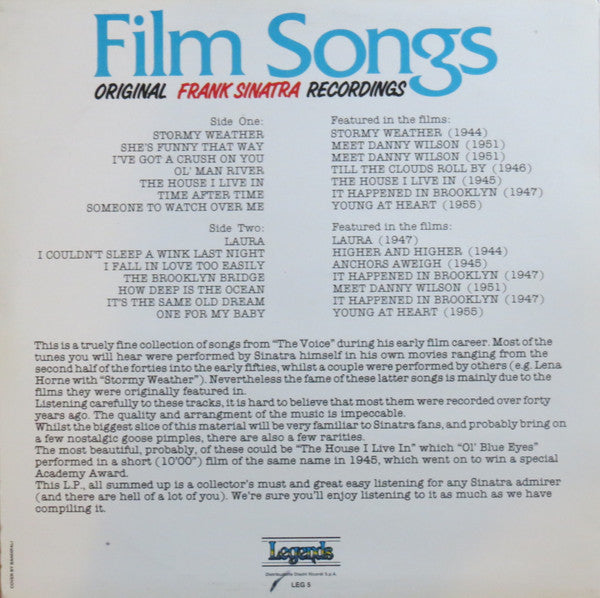 Film Songs
ORIGINAL FRANK SINATRA RECORDINGS
Side One: Featured in the films:
STORMY WEATHER STORMY WEATHER (1944)
SHE'S FUNNY THAT WAY MEET DANNY WILSON (1951)
I'VE GOT A CRUSH ON YOU MEET DANNY WILSON (1951)
OL' MAN RIVER TILL THE CLOUDS ROLL BY (1946)
THE HOUSE I LIVE IN THE HOUSE I LIVE IN (1945)
TIME AFTER TIME IT HAPPENED IN BROOKLYN (1947)
SOMEONE TO WATCH OVER ME YOUNG AT HEART (1955)
Side Two: Featured in the films:
LAURA LAURA (1947)
I COULDN'T SLEEP A WINK LAST NIGHT HIGHER AND HIGHER (1944)
I FALL IN LOVE TOO EASILY ANCHORS AWEIGH (1945)
THE BROOKLYN BRIDGE IT HAPPENED IN BROOKLYN (1947)
HOW DEEP IS THE OCEAN MEET DANNY WILSON (1951)
IT'S THE SAME OLD DREAM IT HAPPENED IN BROOKLYN (1947)
ONE FOR MY BABY YOUNG AT HEART (1955)
This is a truely fine collection of songs from "The Voice" during his early film career. Most of the
tunes you will hear were performed by Sinatra himself in his own movies ranging from the
second half of the forties into the early fifties, whilst a couple were performed by others (e.g. Lena
Horne with "Stormy Weather"). Nevertheless the fame of these latter songs is mainly due to the
films they were originally featured in.
Listening carefully to these tracks, it is hard to believe that most them were recorded over forty
years ago. The quality and arrangment of the music is impeccable.
Whilst the biggest slice of this material will be very familiar to Sinatra fans, and probably bring on
a few nostalgic goose pimples, there are also a few rarities.
The most beautiful, probably, of these could be "The House I Live In" which "Ol' Blue Eyes"
performed in a short (10'00") film of the same name in 1945, which went on to win a special
Academy Award.
This L.P., all summed up is a collector's must and great easy listening for any Sinatra admirer
(and there are hell of a lot of you). We're sure you'll enjoy listening to it as much as we have
compiling it.
Legends
LEG 5
COVER BY